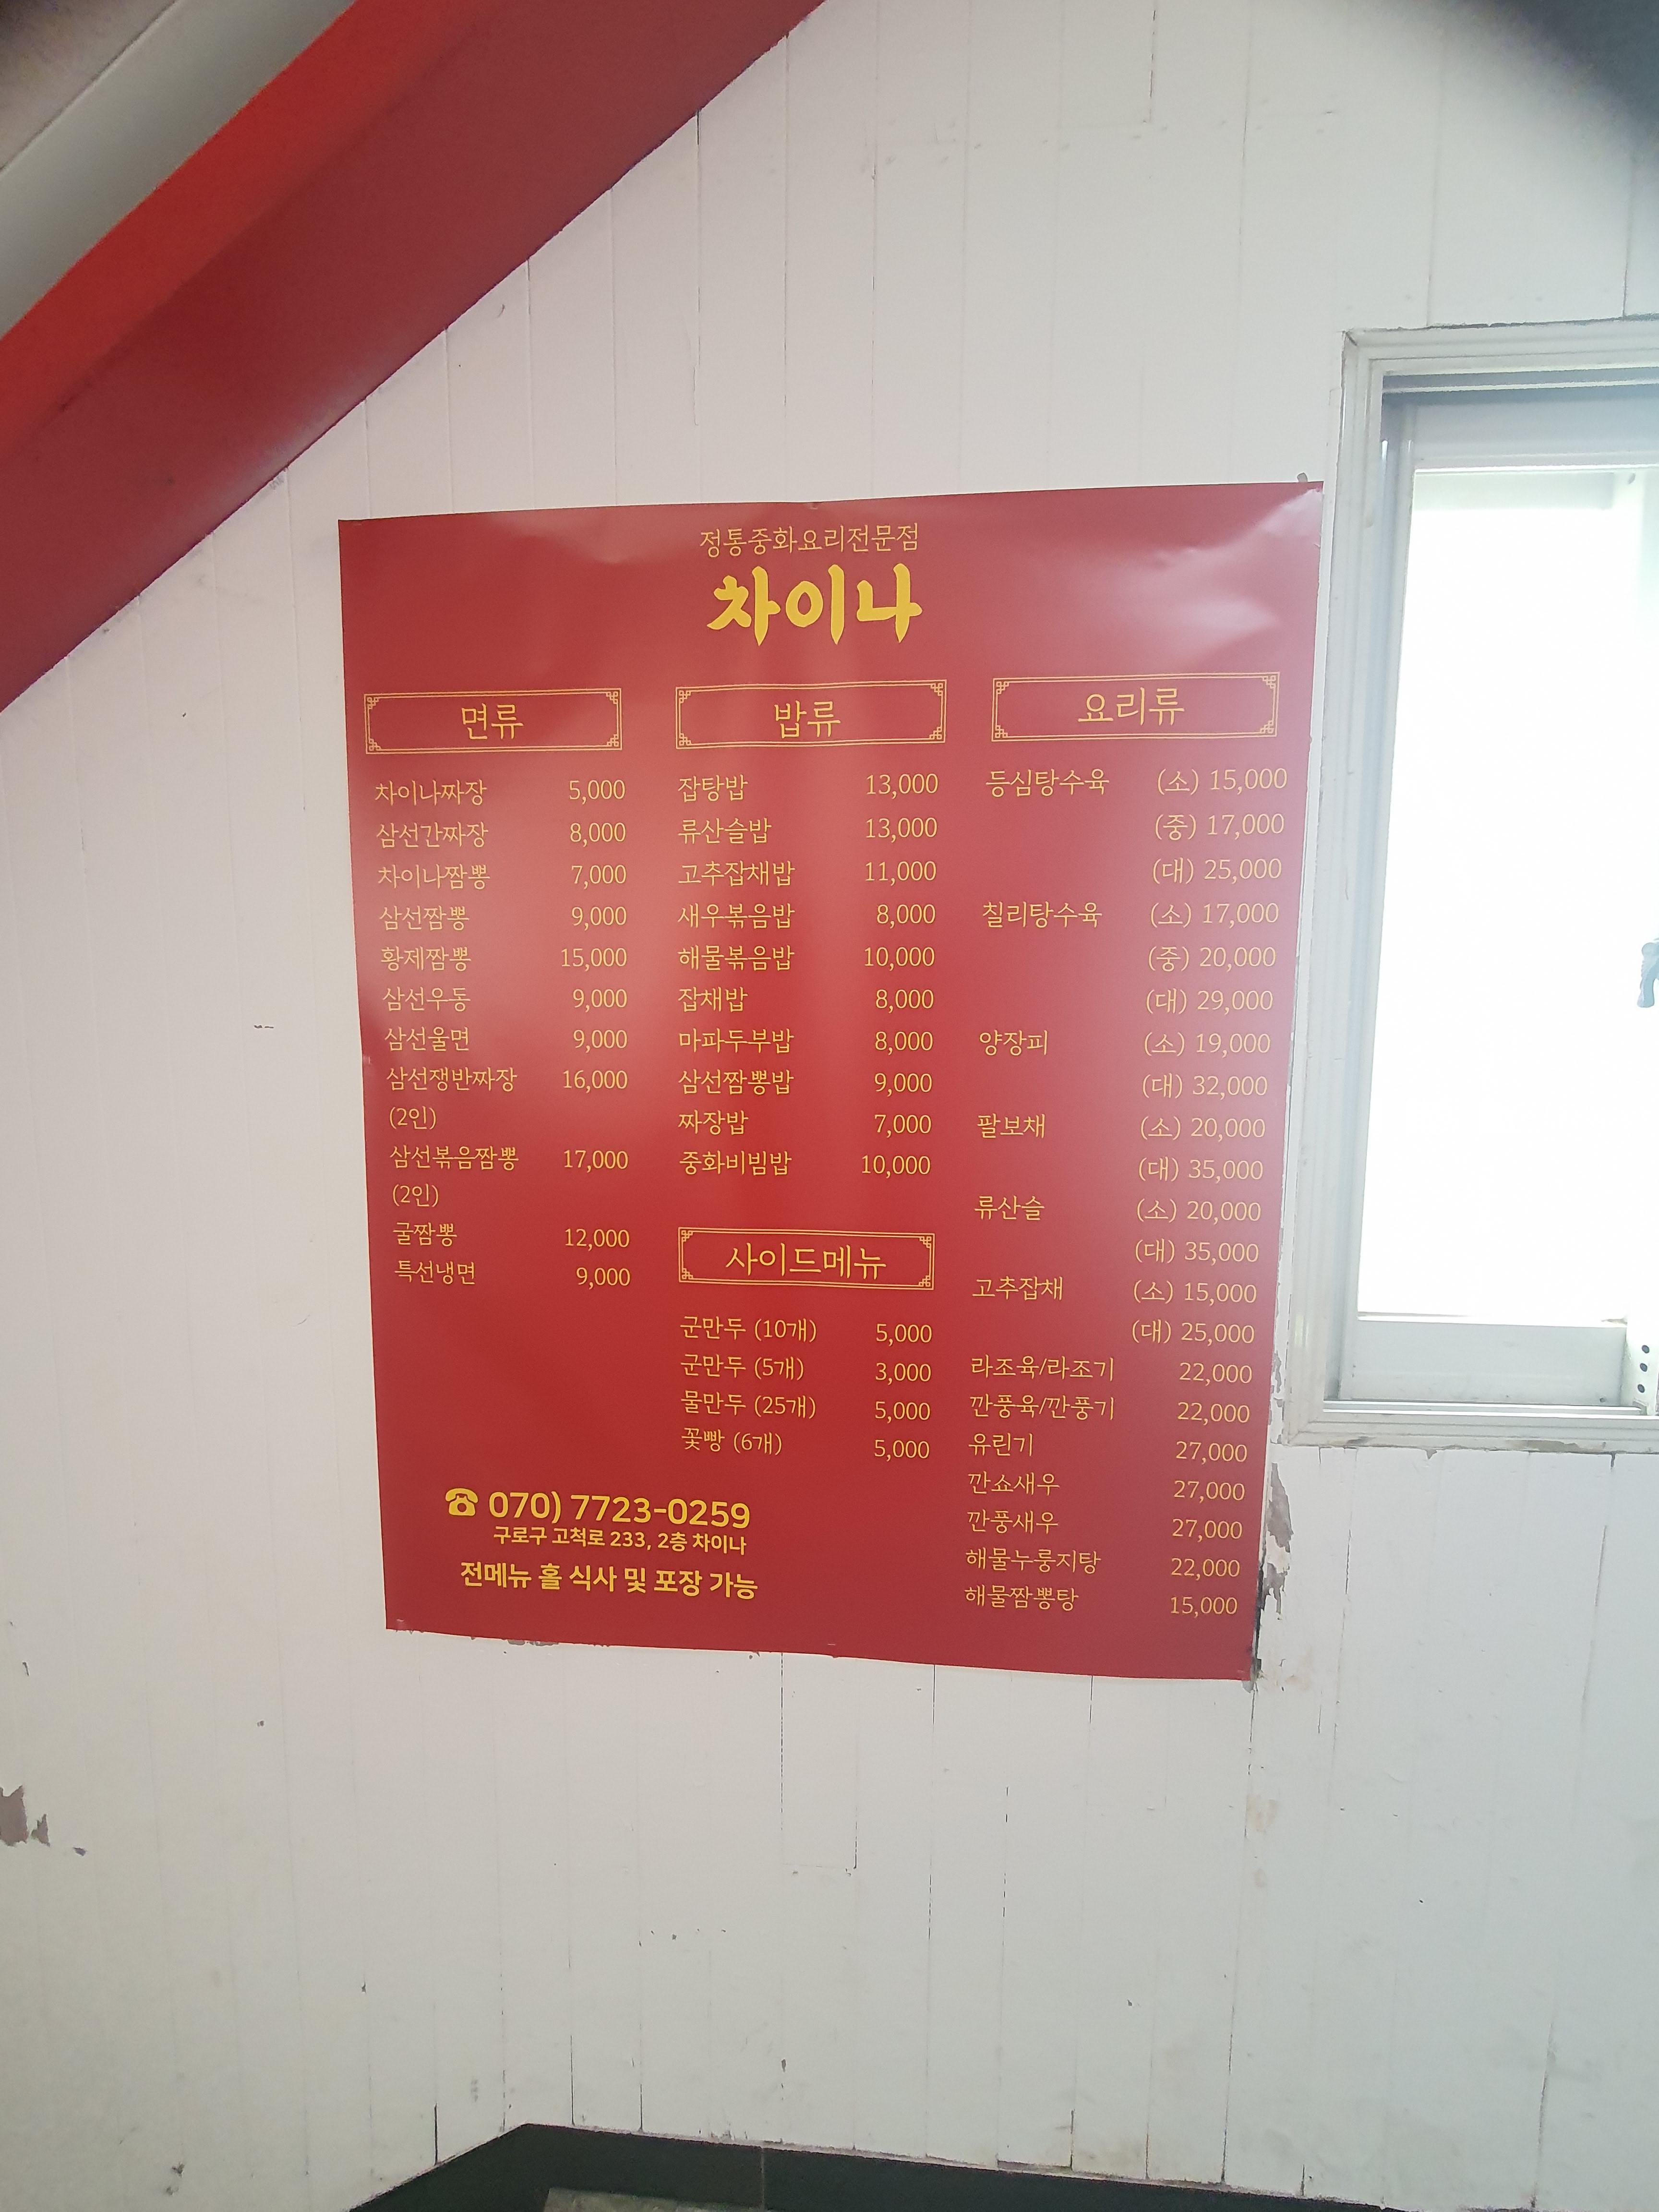 정통중화요리전문점
차이나
면류
차이나짜장 5,000
삼선간짜장 8,000
차이나짬뽕 7,000
삼선짬뽕 9,000
황제짬뽕 15,000
삼선우동 9,000
삼선울면 9,000
삼선쟁반짜장 16,000
(2인)
삼선볶음짬뽕 17,000
(2인)
굴짬뽕 12,000
특선냉면 9,000
밥류
잡탕밥 13,000
류산슬밥 13,000
고추잡채밥 11,000
새우볶음밥 8,000
해물볶음밥 10,000
잡채밥 8,000
마파두부밥 8,000
삼선짬뽕밥 9,000
짜장밥 7,000
중화비빔밥 10,000
사이드메뉴
군만두 (10개) 5,000
군만두 (5개) 3,000
물만두 (25개) 5,000
꽃빵 (6개) 5,000
요리류
등심탕수육 (소) 15,000
(중) 17,000
(대) 25,000
칠리탕수육 (소) 17,000
(중) 20,000
(대) 29,000
양장피 (소) 19,000
(대) 32,000
팔보채 (소) 20,000
(대) 35,000
류산슬 (소) 20,000
(대) 35,000
고추잡채 (소) 15,000
(대) 25,000
라조육/라조기 22,000
깐풍육/깐풍기 22,000
유린기 27,000
깐쇼새우 27,000
깐풍새우 27,000
해물누룽지탕 22,000
해물짬뽕탕 15,000
☎ 070) 7723-0259
구로구 고척로 233, 2층 차이나
전메뉴 홀 식사 및 포장 가능